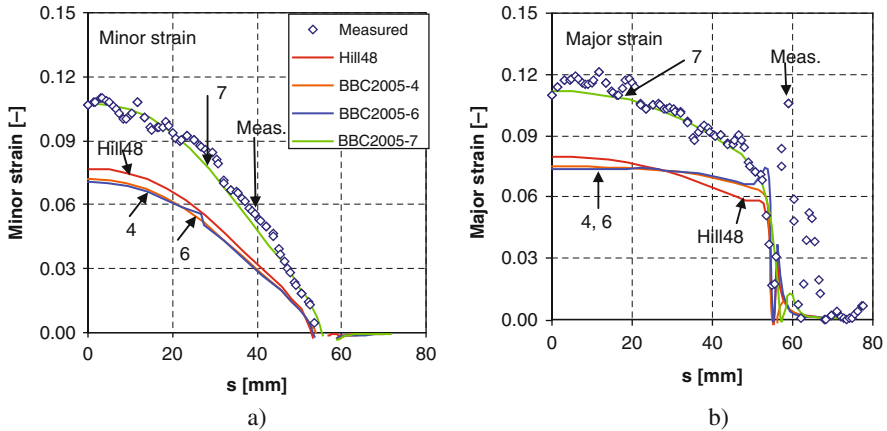 Minor strain
Measured
Hill48
BBC2005-4
BBC2005-6
BBC2005-7
7
Meas.
Hill48
4
6
0.15
0.12
0.09
0.06
0.03
0.00
Minor strain [–]
0 20 40 60 80
s [mm]
a)
Major strain
7
Meas.
4, 6
Hill48
0.15
0.12
0.09
0.06
0.03
0.00
Major strain [–]
0 20 40 60 80
s [mm]
b)